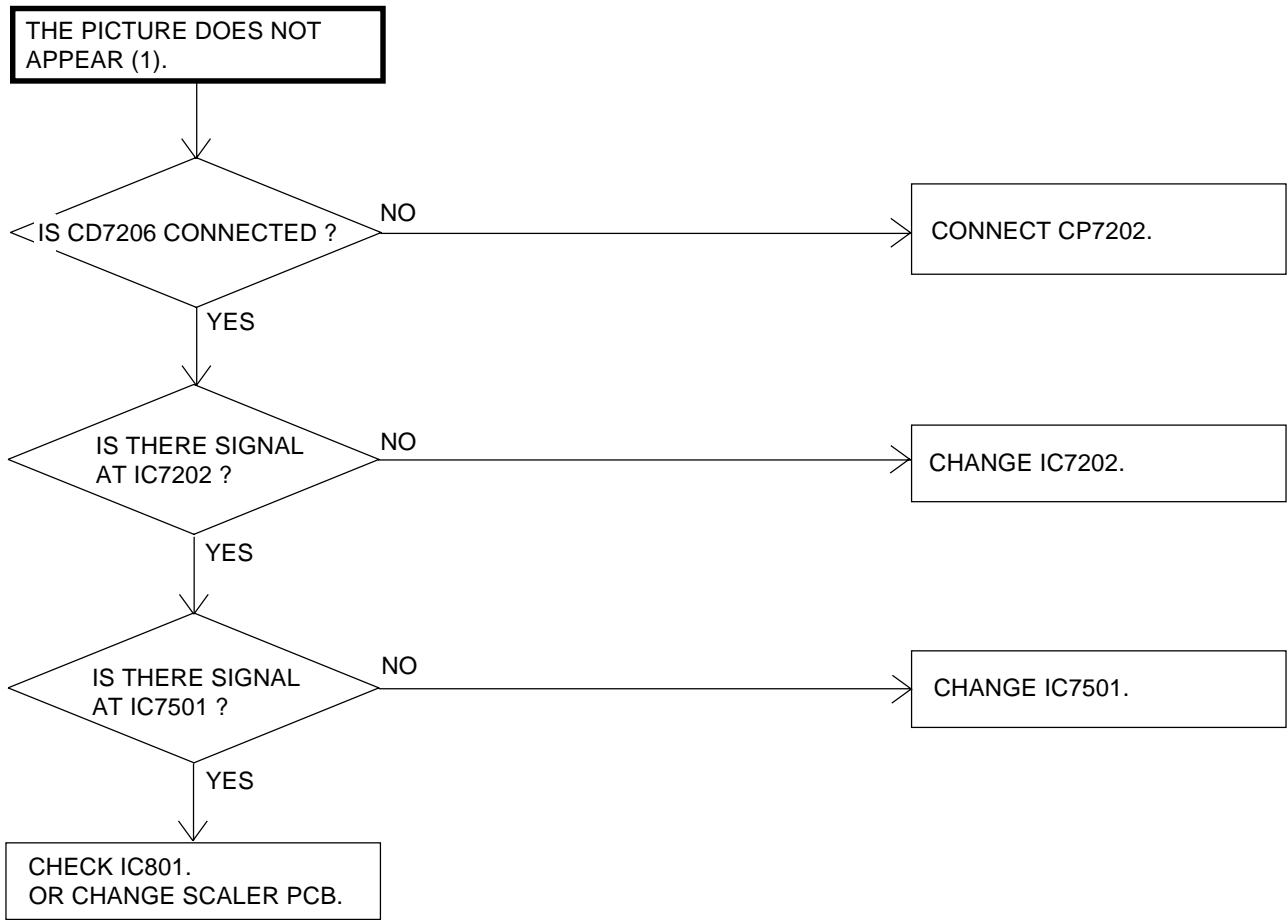 THE PICTURE DOES NOT
APPEAR (1).
IS CD7206 CONNECTED ?
NO
CONNECT CP7202.
YES
IS THERE SIGNAL
AT IC7202 ?
NO
CHANGE IC7202.
YES
IS THERE SIGNAL
AT IC7501 ?
NO
CHANGE IC7501.
YES
CHECK IC801.
OR CHANGE SCALER PCB.